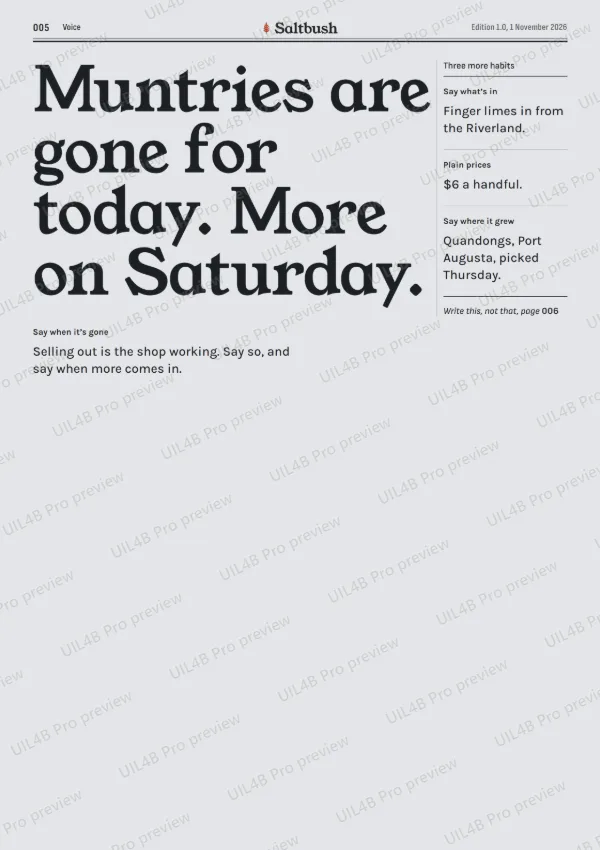 005 Voice Saltbush Edition 1.0, 1 November 2026
Muntries are
gone for
today. More
on Saturday.
Say when it's gone
Selling out is the shop working. Say so, and
say when more comes in.
Three more habits
Say what's in
Finger limes in from
the Riverland.
Plain prices
$6 a handful.
Say where it grew
Quandongs, Port
Augusta, picked
Thursday.
Write this, not that, page 006
UIL4B Pro preview